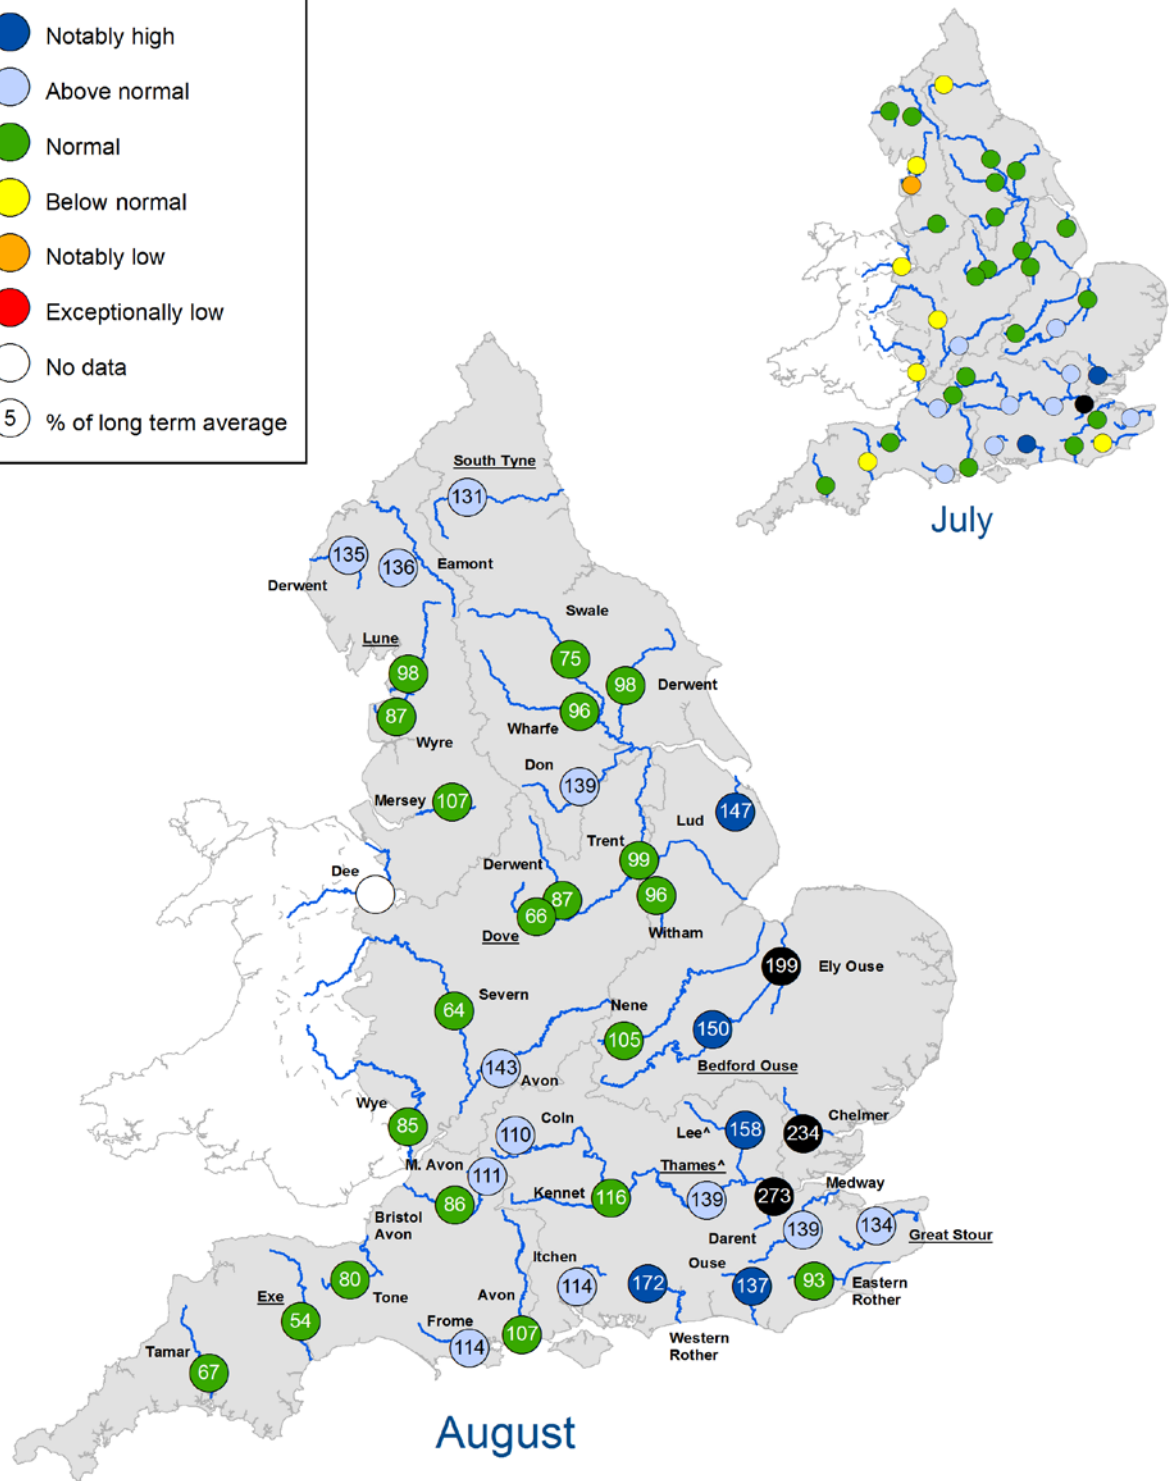 Notably high
Above normal
Normal
Below normal
Notably low
Exceptionally low
No data
5 % of long term average
July
South Tyne
131
135
136
Eamont
Derwent
Swale
Lune
75
98
98
Derwent
96
87
Wharfe
Wyre
Don
139
Mersey
107
147
Lud
Trent
99
Derwent
Dee
87
96
66
Dove
Witham
199
Ely Ouse
Severn
64
Nene
150
105
Bedford Ouse
143
Avon
Wye
Coln
Chelmer
85
110
Lee^
158
234
M. Avon
Thames^
111
Kennet
116
139
273
Medway
86
Bristol
Avon
Darent
139
134
Great Stour
Itchen
Ouse
80
Tone
114
172
137
93
Eastern
Rother
Exe
54
Avon
Frome
107
114
Western
Rother
Tamar
67
August